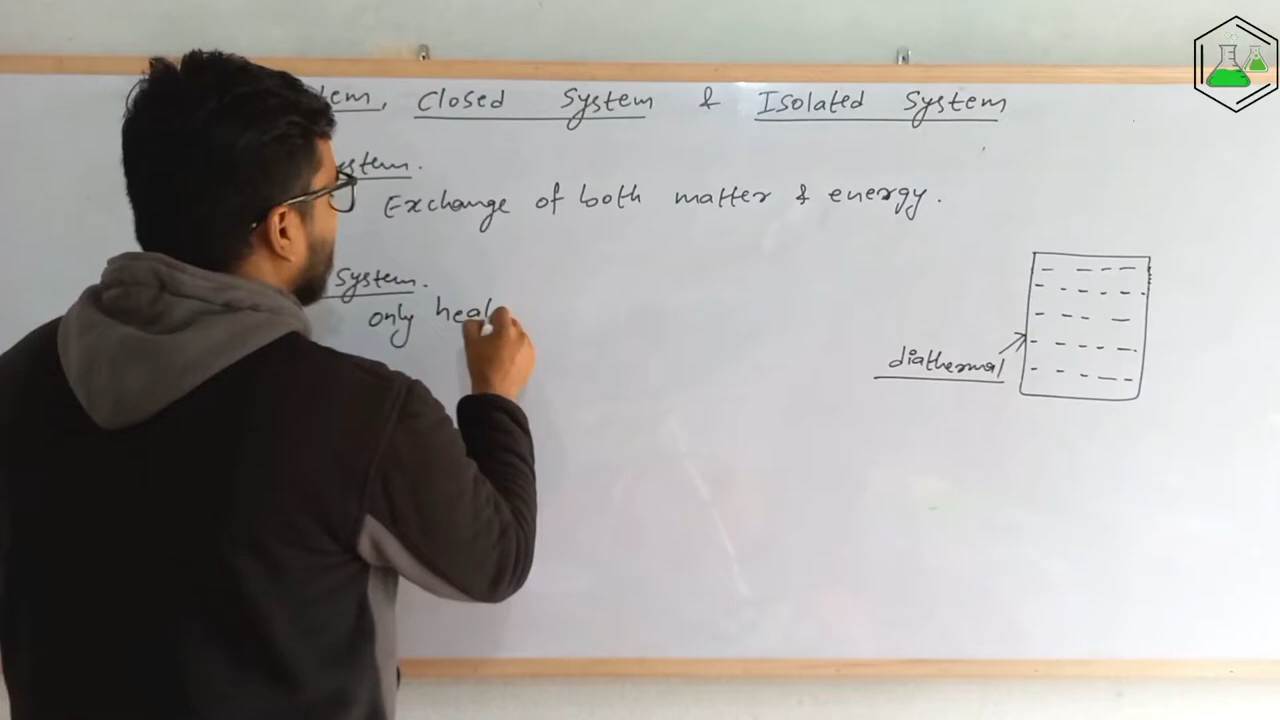 Closed System & Isolated System
Exchange of both matter & energy.
System.
only heat
diathermal